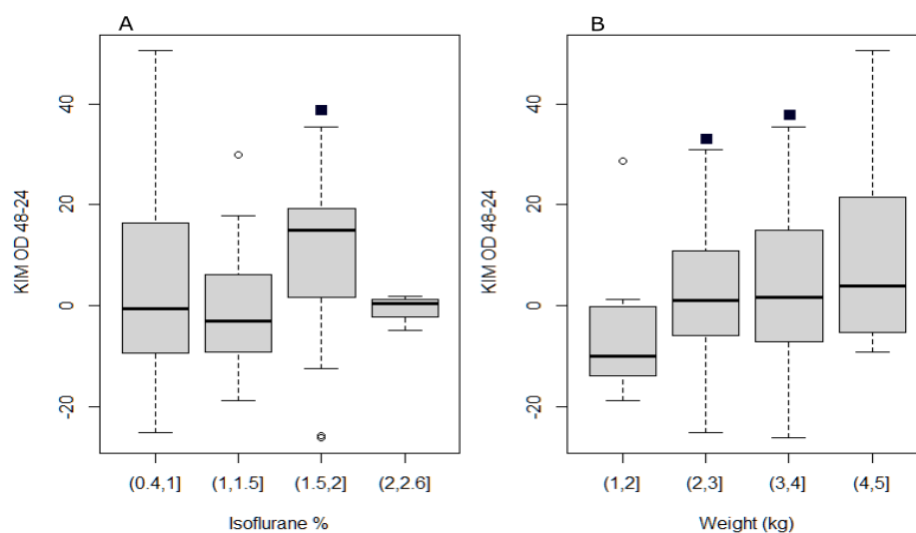 A
B
KIM OD 48-24
40
20
0
-20
(0.4,1]
(1,1.5]
(1.5,2]
(2,2.6]
Isoflurane %
KIM OD 48-24
40
20
0
-20
(1,2]
(2,3]
(3,4]
(4,5]
Weight (kg)